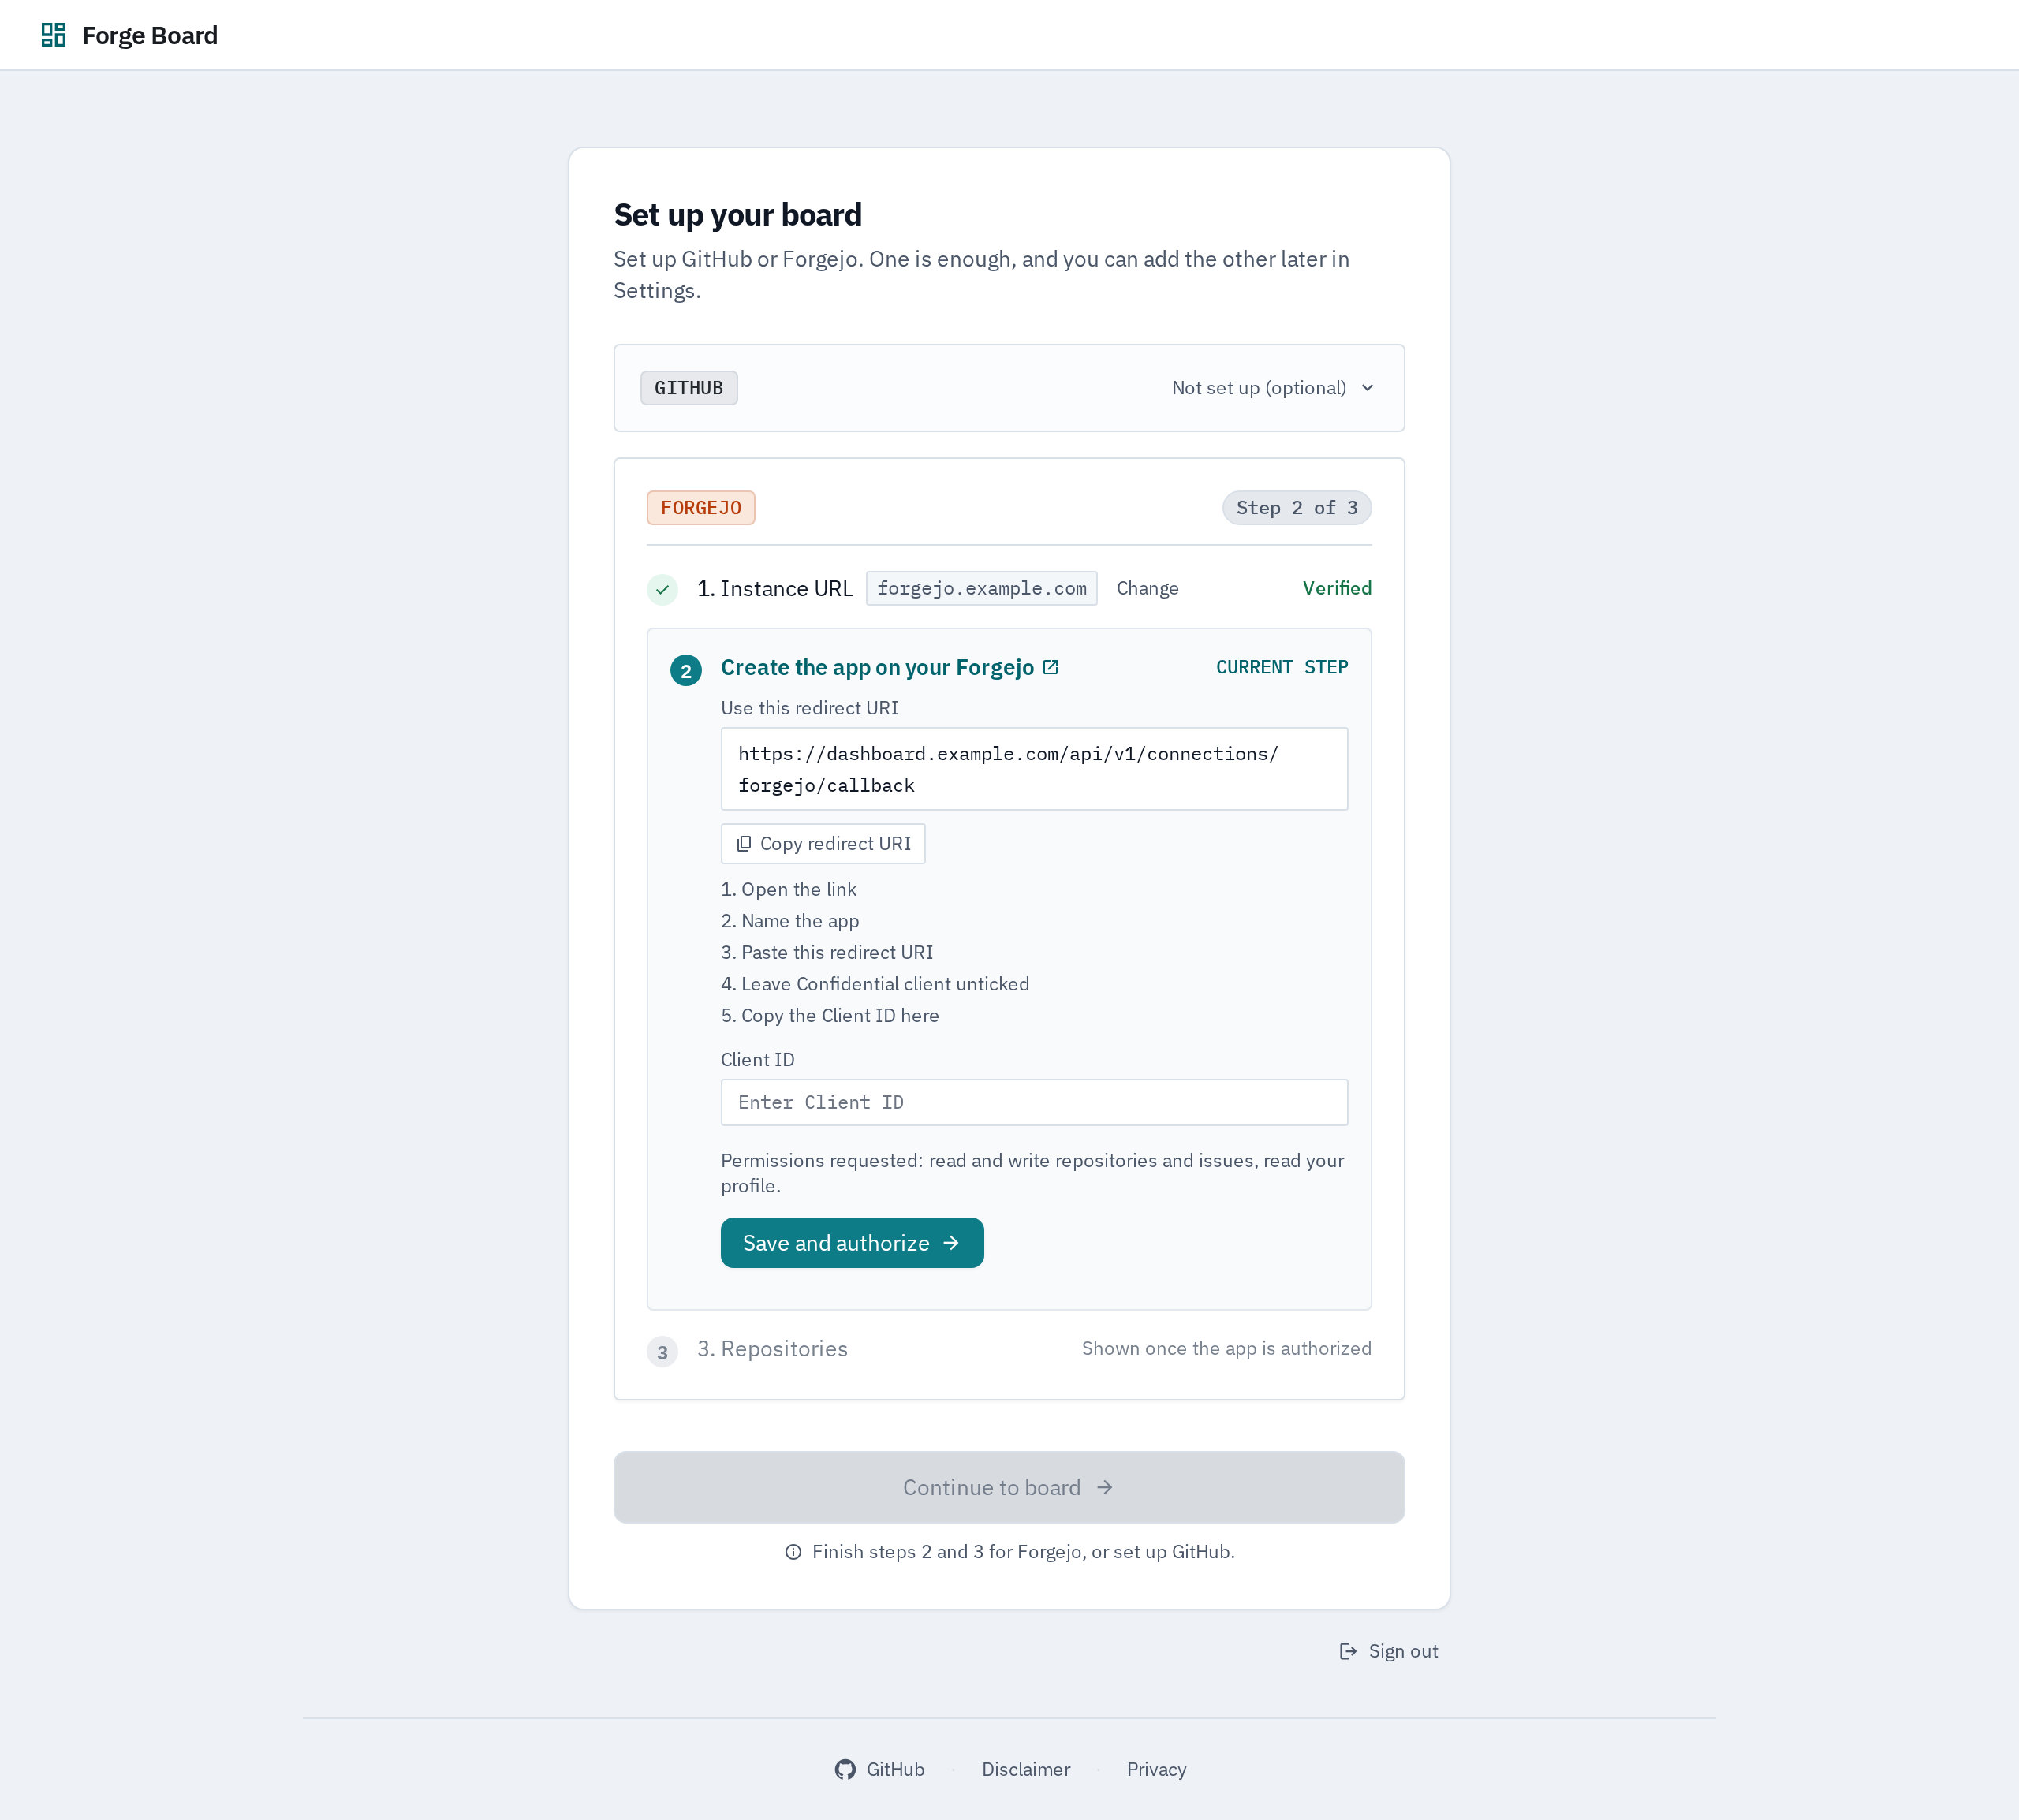 Forge Board
Set up your board
Set up GitHub or Forgejo. One is enough, and you can add the other later in
Settings.
GITHUB
Not set up (optional)
FORGEJO
Step 2 of 3
1. Instance URL forgejo.example.com Change Verified
2 Create the app on your Forgejo CURRENT STEP
Use this redirect URI
https://dashboard.example.com/api/v1/connections/
forgejo/callback
Copy redirect URI
1. Open the link
2. Name the app
3. Paste this redirect URI
4. Leave Confidential client unticked
5. Copy the Client ID here
Client ID
Enter Client ID
Permissions requested: read and write repositories and issues, read your
profile.
Save and authorize
3 3. Repositories Shown once the app is authorized
Continue to board
Finish steps 2 and 3 for Forgejo, or set up GitHub.
Sign out
GitHub · Disclaimer · Privacy